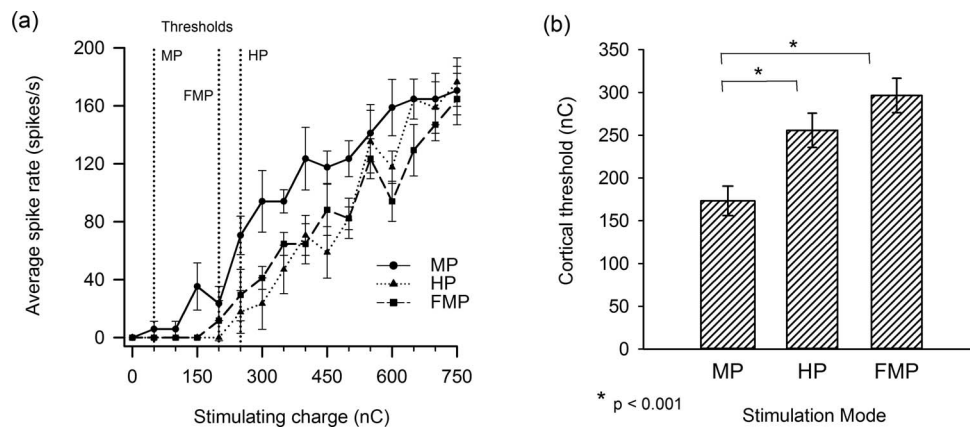 (a)
Thresholds
MP
HP
FMP
200
160
120
80
40
0
Average spike rate (spikes/s)
MP
HP
FMP
0
150
300
450
600
750
Stimulating charge (nC)
(b)
*
*
350
300
250
200
150
100
50
0
Cortical threshold (nC)
MP
HP
FMP
* p < 0.001
Stimulation Mode